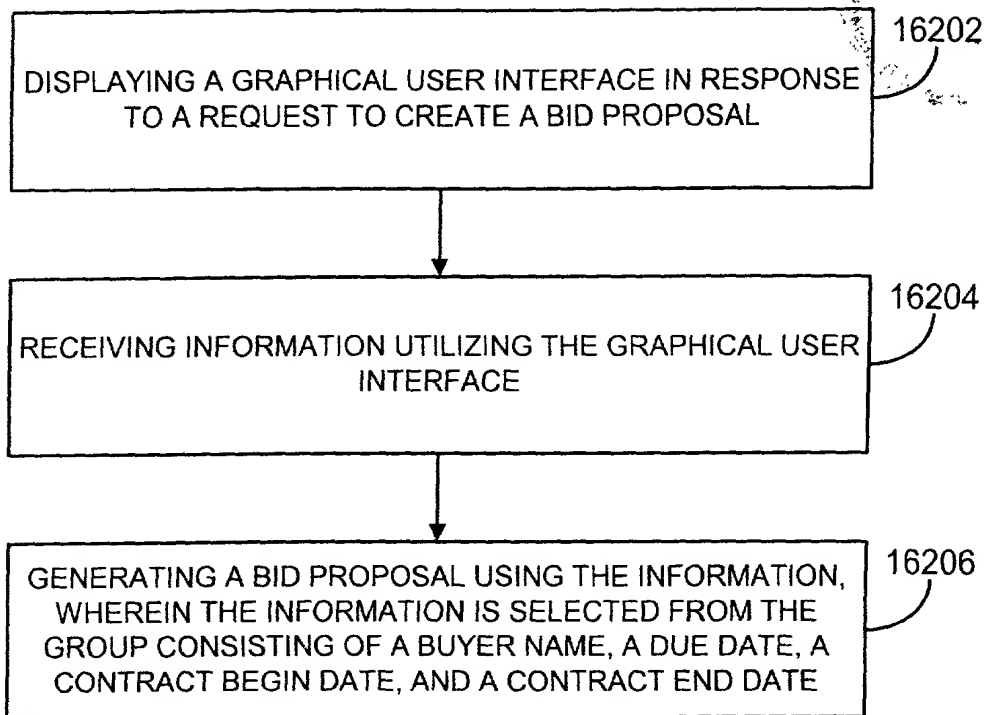 16202
DISPLAYING A GRAPHICAL USER INTERFACE IN RESPONSE
TO A REQUEST TO CREATE A BID PROPOSAL
16204
RECEIVING INFORMATION UTILIZING THE GRAPHICAL USER
INTERFACE
16206
GENERATING A BID PROPOSAL USING THE INFORMATION,
WHEREIN THE INFORMATION IS SELECTED FROM THE
GROUP CONSISTING OF A BUYER NAME, A DUE DATE, A
CONTRACT BEGIN DATE, AND A CONTRACT END DATE